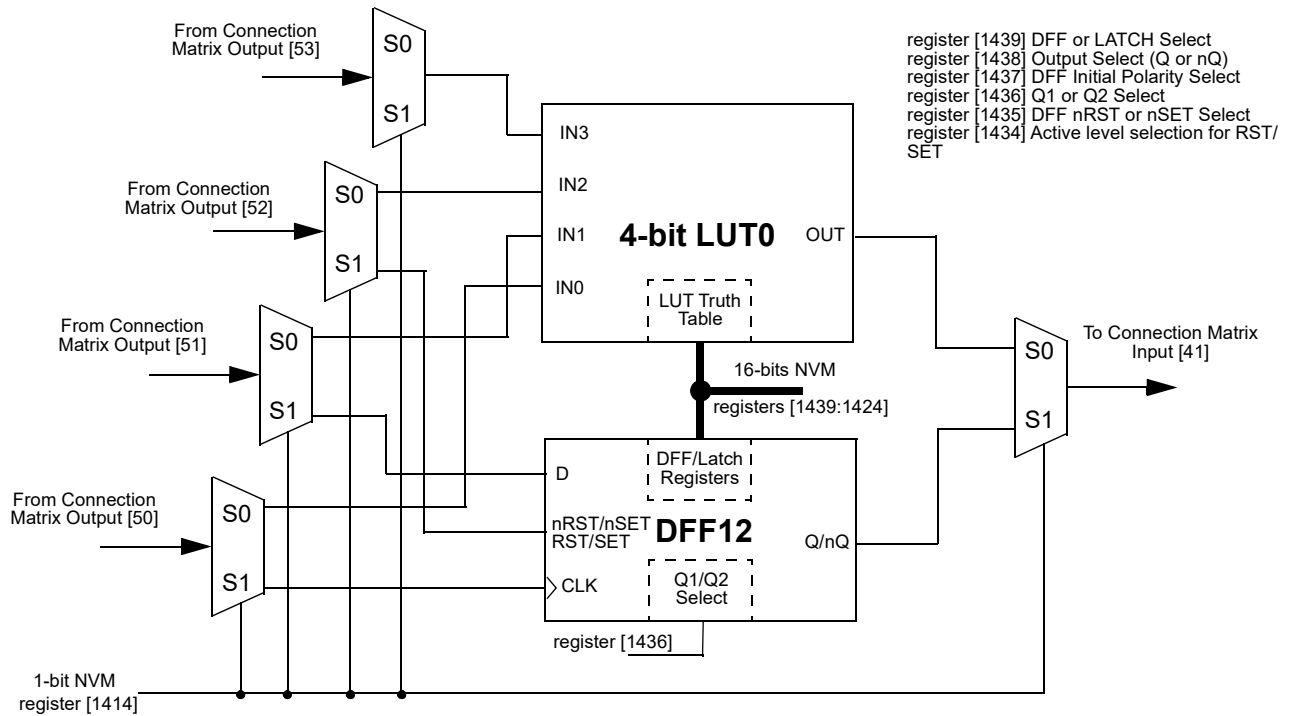 From Connection
Matrix Output [53]
S0
S1
register [1439] DFF or LATCH Select
register [1438] Output Select (Q or nQ)
register [1437] DFF Initial Polarity Select
register [1436] Q1 or Q2 Select
register [1435] DFF nRST or nSET Select
register [1434] Active level selection for RST/
SET
From Connection
Matrix Output [52]
S0
S1
IN3
IN2
IN1
IN0
4-bit LUT0
OUT
LUT Truth
Table
From Connection
Matrix Output [51]
S0
S1
16-bits NVM
registers [1439:1424]
S0
S1
To Connection Matrix
Input [41]
From Connection
Matrix Output [50]
S0
S1
D
nRST/nSET
RST/SET
CLK
DFF/Latch
Registers
DFF12
Q/nQ
Q1/Q2
Select
register [1436]
1-bit NVM
register [1414]